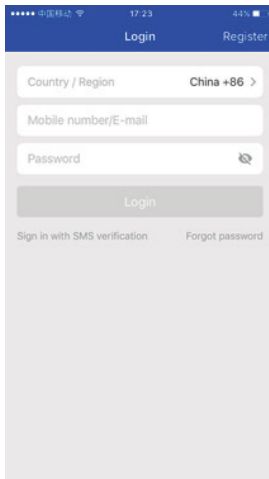 中国移动 17:23 44%
Login Register
Country / Region China +86 >
Mobile number/E-mail
Password
Login
Sign in with SMS verification Forgot password